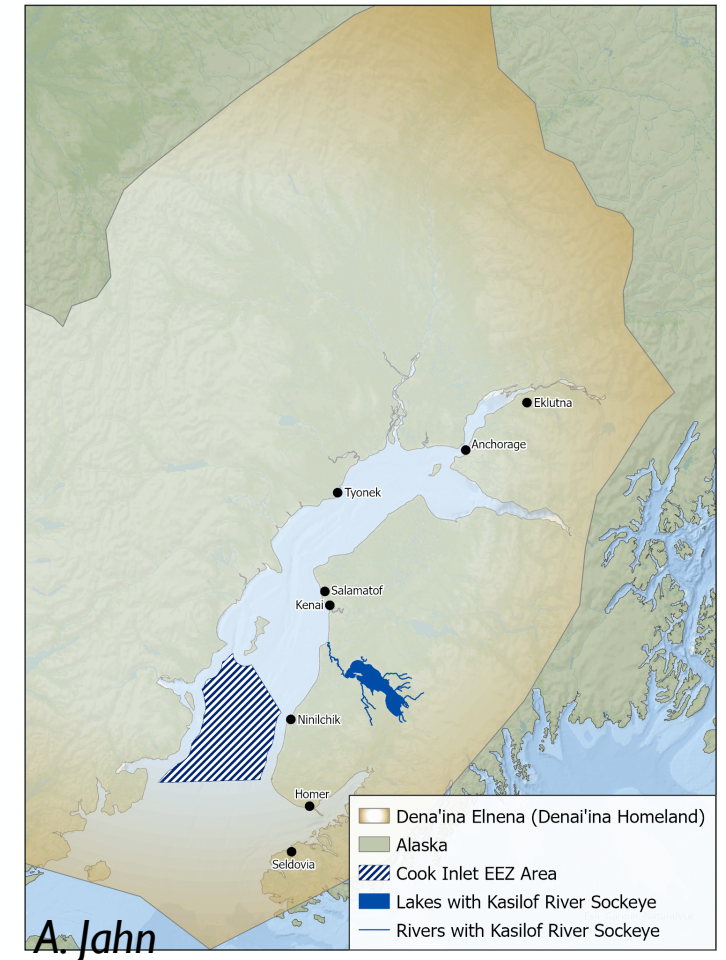 Eklutna
Anchorage
Tyonek
Salamatof
Kenai
Ninilchik
Homer
Seldovia
Dena'ina Elnena (Denai'ina Homeland)
Alaska
Cook Inlet EEZ Area
Lakes with Kasilof River Sockeye
Rivers with Kasilof River Sockeye
A. Jahn